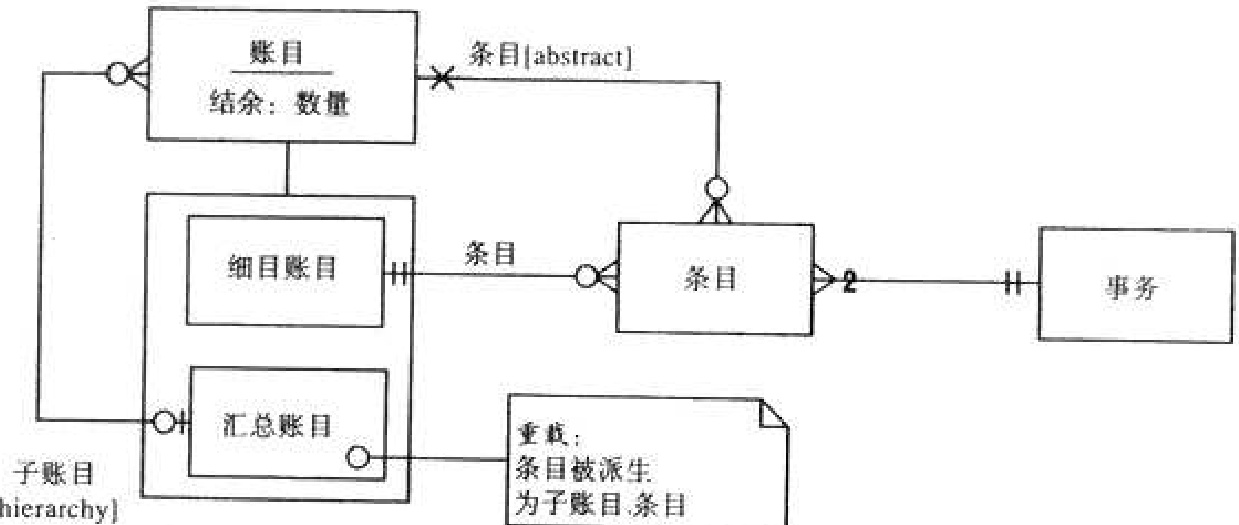 账目
结余：数量
条目[abstract]
细目账目
条目
条目
2
事务
汇总账目
重载：
条目被派生
为子账目.条目
子账目
hierarchy}